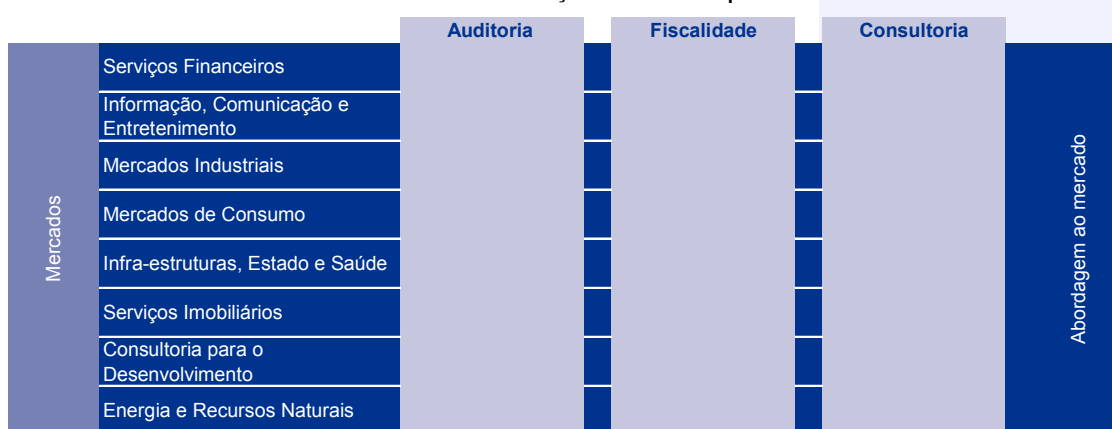 Auditoria
Fiscalidade
Consultoria
Mercados
Serviços Financeiros
Informação, Comunicação e
Entretenimento
Mercados Industriais
Mercados de Consumo
Infra-estruturas, Estado e Saúde
Serviços Imobiliários
Consultoria para o
Desenvolvimento
Energia e Recursos Naturais
Abordagem ao mercado